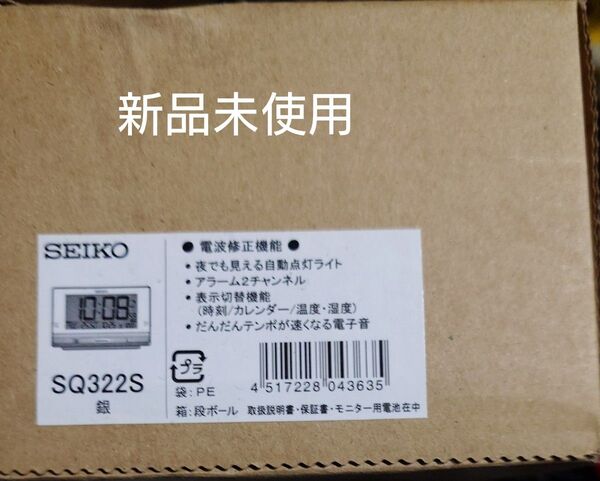 新品未使用
SEIKO
● 電波修正機能 ●
• 夜でも見える自動点灯ライト
• アラーム2チャンネル
• 表示切替機能
(時刻/カレンダー/温度・湿度)
• だんだんテンポが速くなる電子音
10:08
SQ322S
銀
プラ
袋:PE
4 517228 043635
箱:段ボール 取扱説明書・保証書・モニター用電池在中